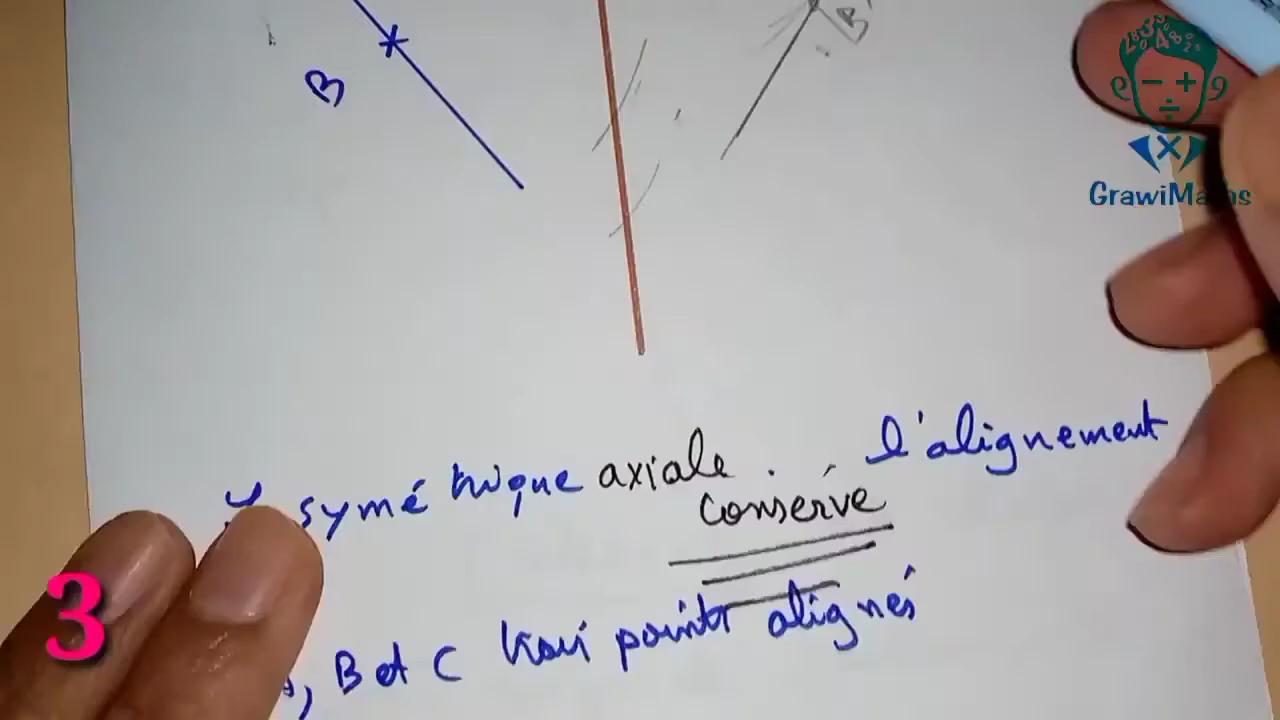 B
B'
GrawiMaths
symétrique axiale . . l'alignement
conserve
, B et C trois points alignés
3